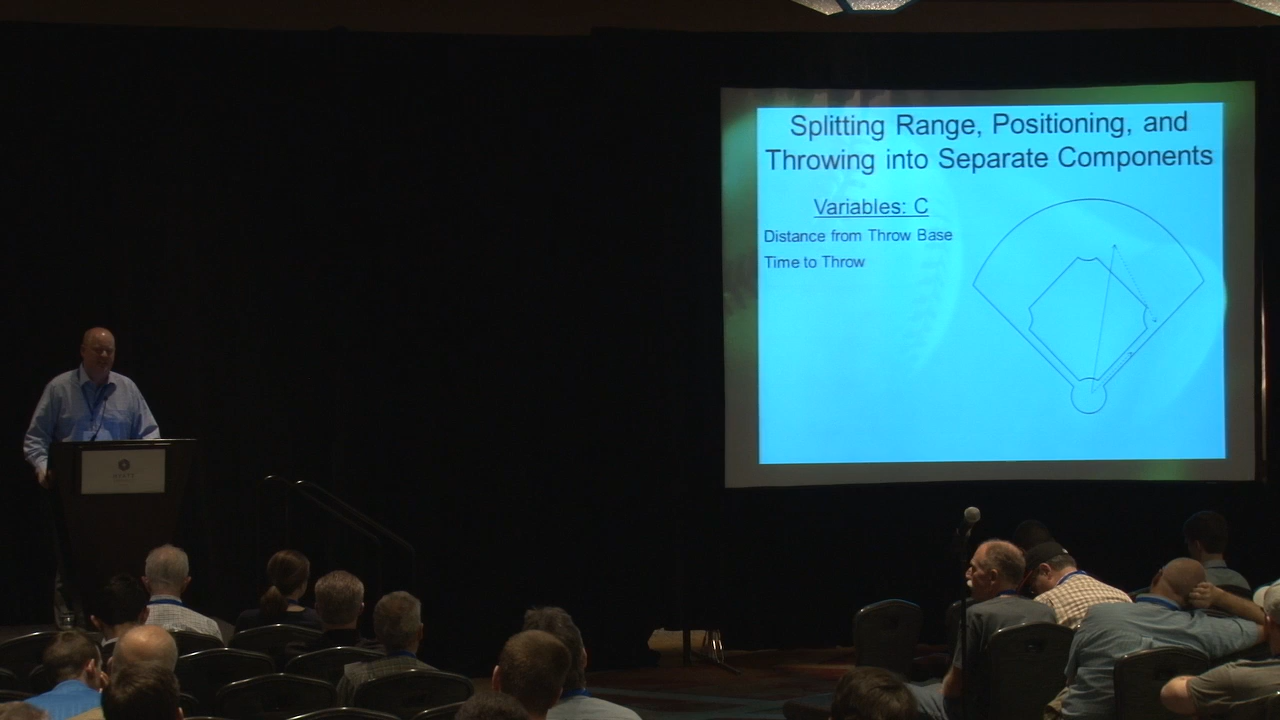 Splitting Range, Positioning, and
Throwing into Separate Components
Variables: C
Distance from Throw Base
Time to Throw